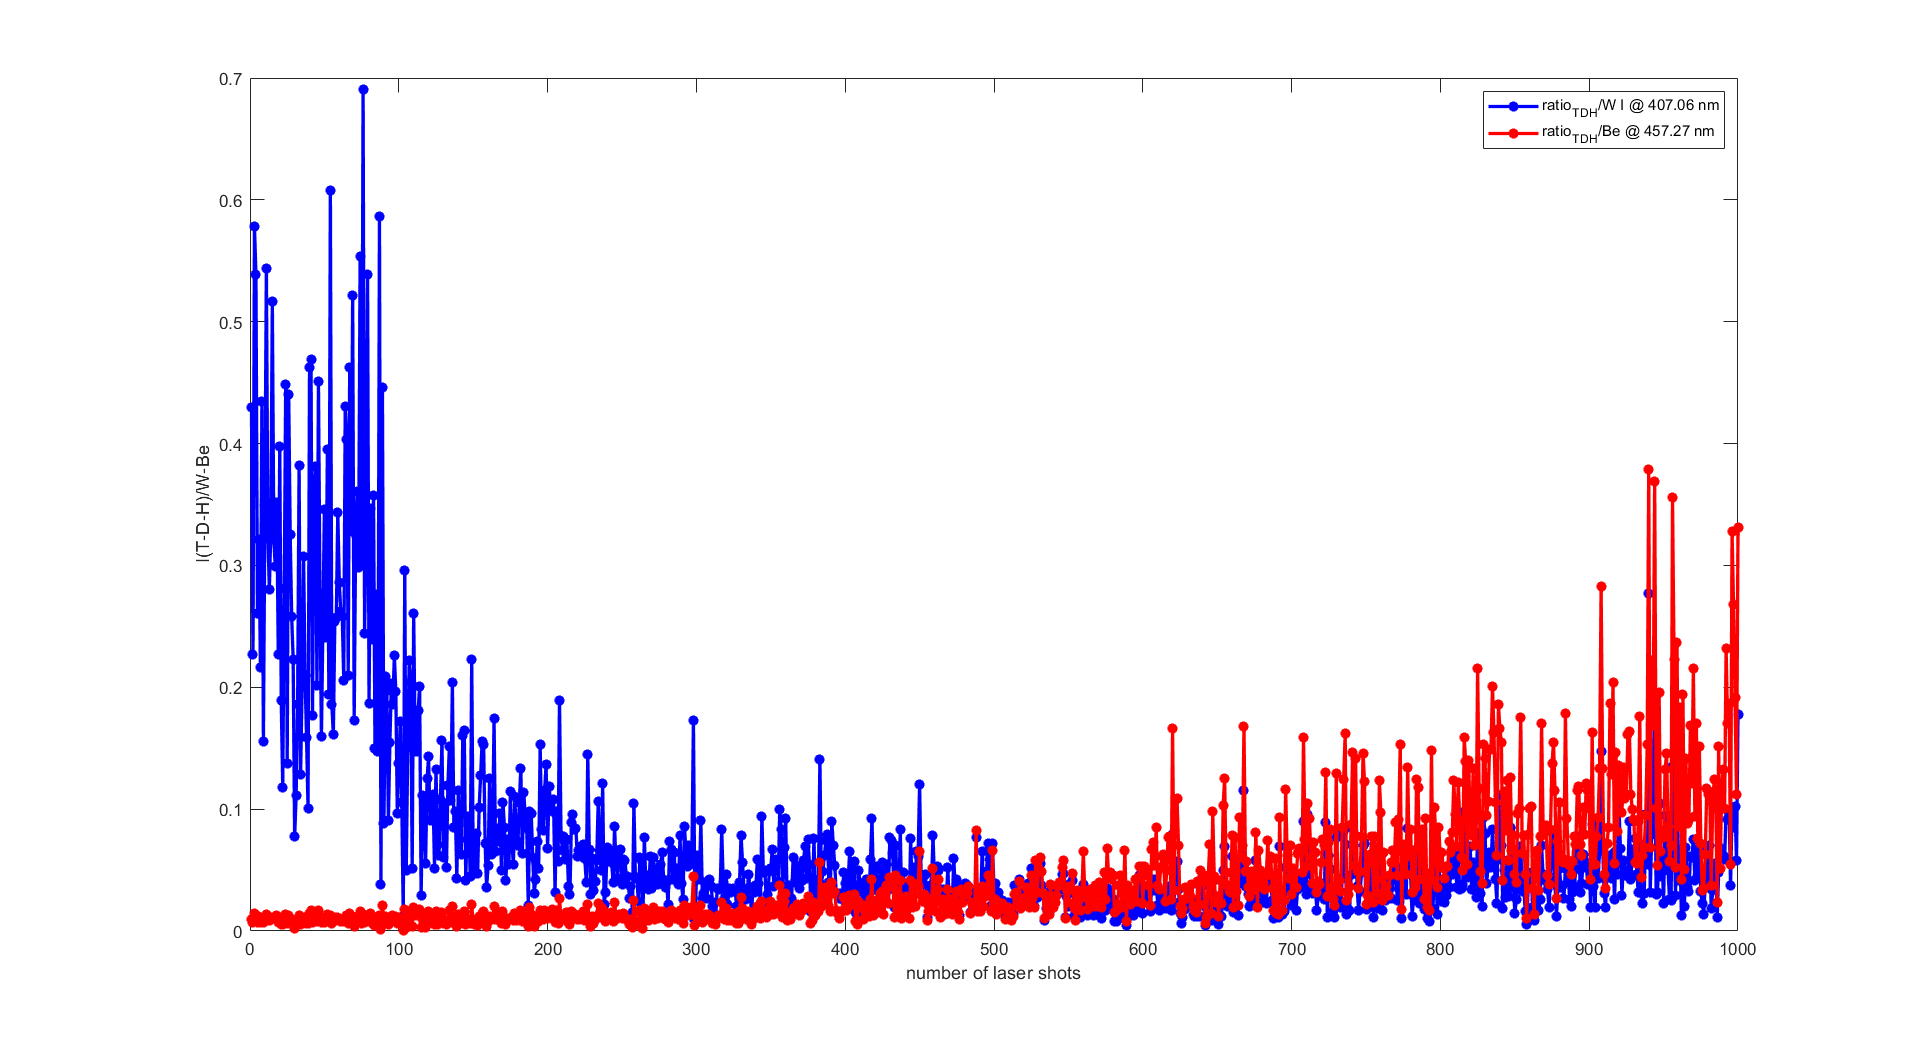 0.7
0.6
0.5
0.4
0.3
0.2
0.1
0
I(T-D-H)/W-Be
ratioTDH/W I @ 407.06 nm
ratioTDH/Be @ 457.27 nm
0 100 200 300 400 500 600 700 800 900 1000
number of laser shots